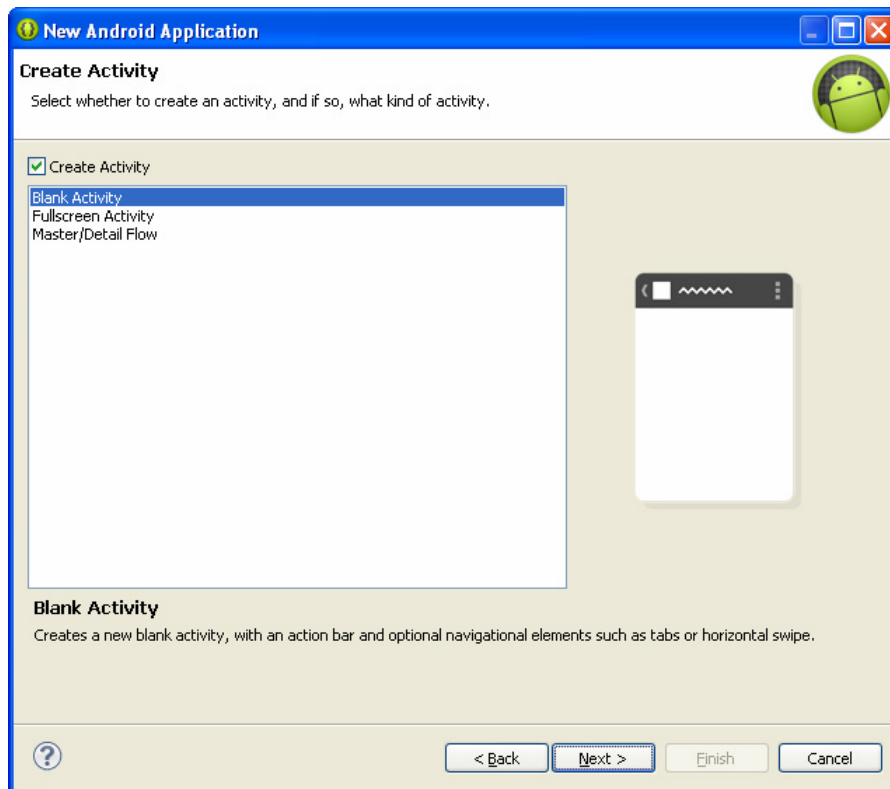 New Android Application
Create Activity
Select whether to create an activity, and if so, what kind of activity.
Create Activity
Blank Activity
Fullscreen Activity
Master/Detail Flow
Blank Activity
Creates a new blank activity, with an action bar and optional navigational elements such as tabs or horizontal swipe.
? < Back Next > Finish Cancel